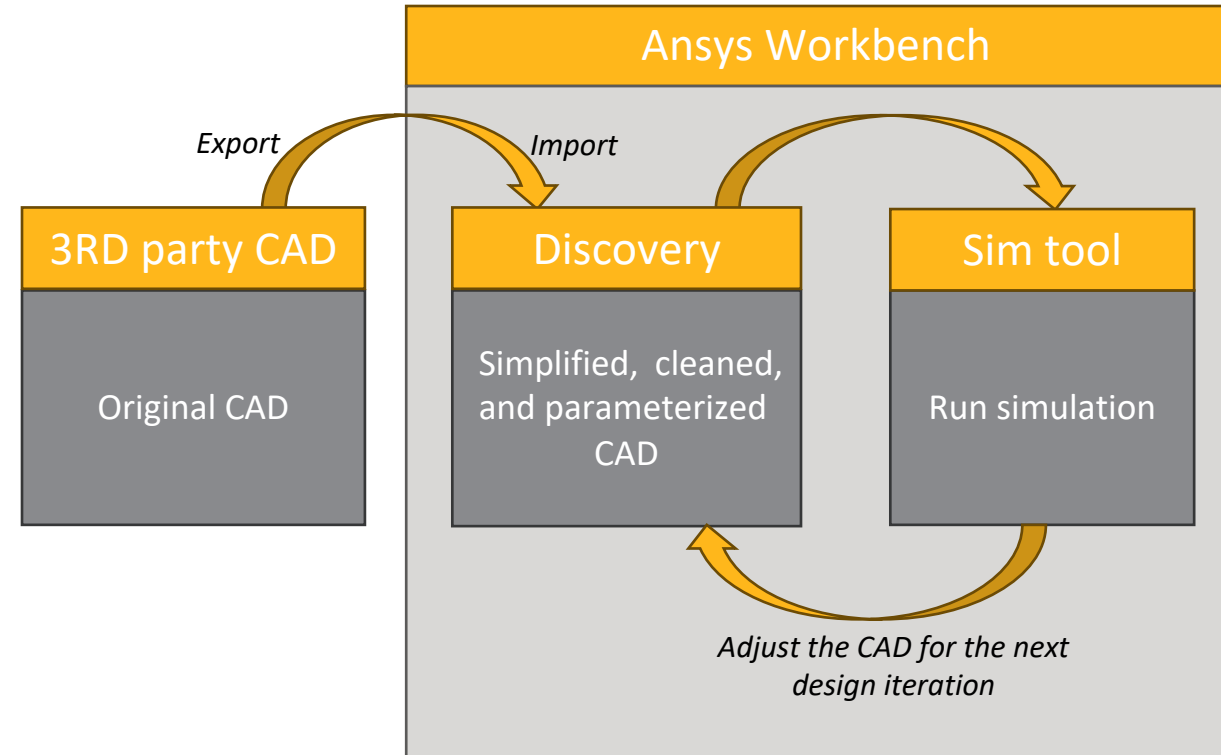 Ansys Workbench
Export
Import
3RD party CAD
Discovery
Sim tool
Original CAD
Simplified, cleaned,
and parameterized
CAD
Run simulation
Adjust the CAD for the next
design iteration